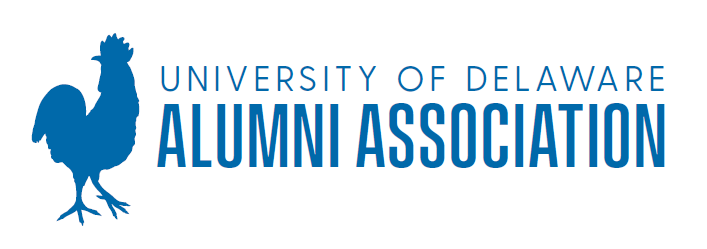 UNIVERSITY OF DELAWARE
ALUMNI ASSOCIATION